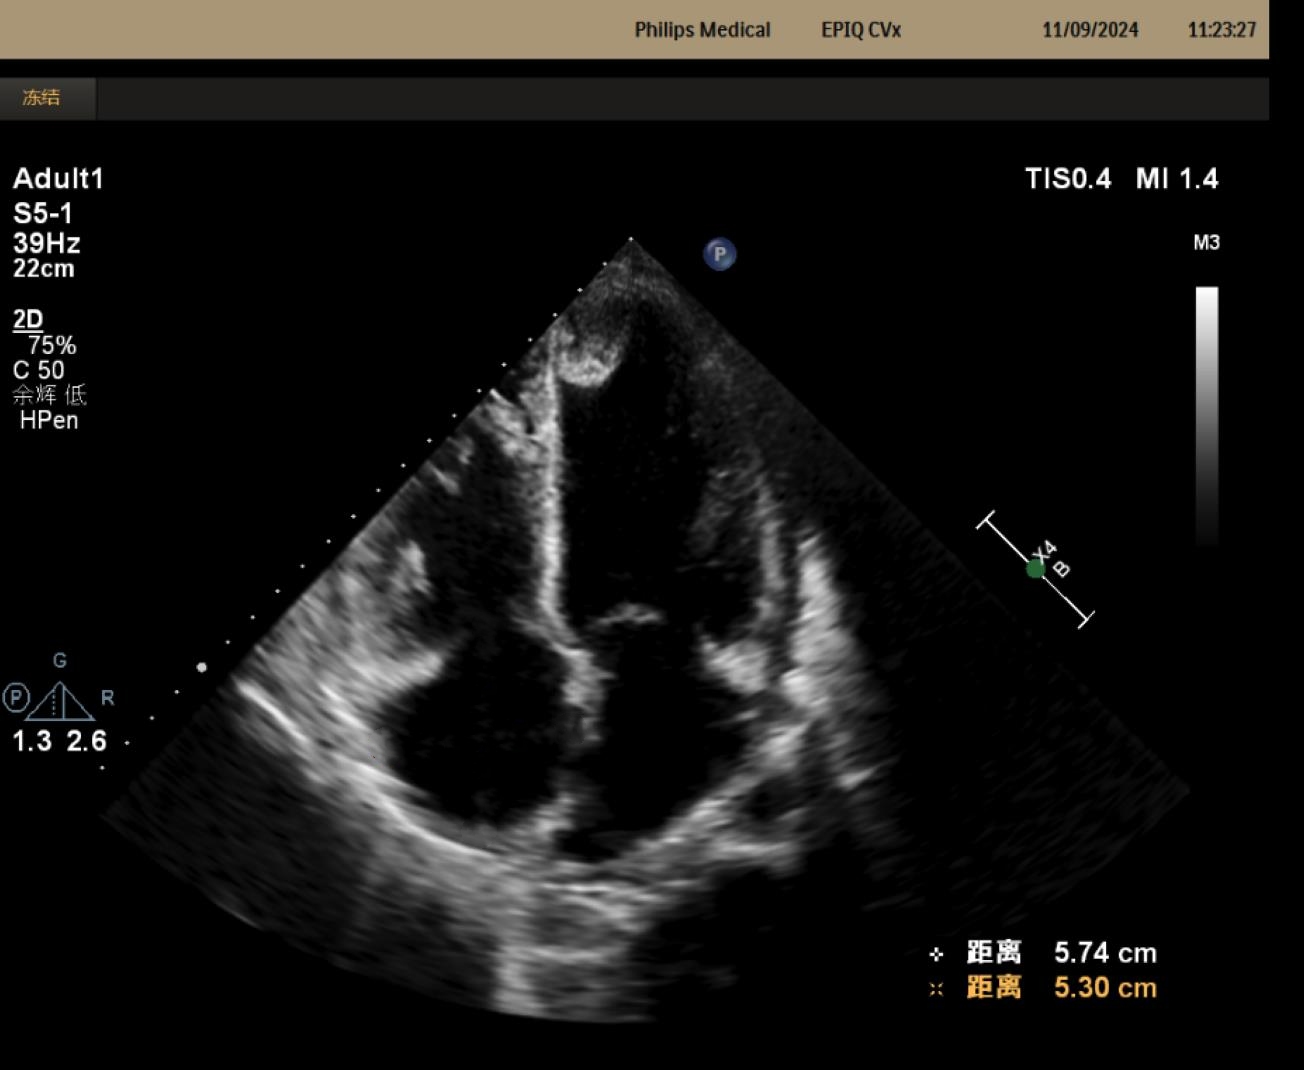 Philips Medical EPIQ CVx 11/09/2024 11:23:27
冻结
TIS0.4 MI 1.4
Adult1
M3
S5-1
39Hz
22cm
2D
75%
C 50
余辉 低
HPen
P
X4
B
G
P R
1.3 2.6
距离 5.74 cm
距离 5.30 cm